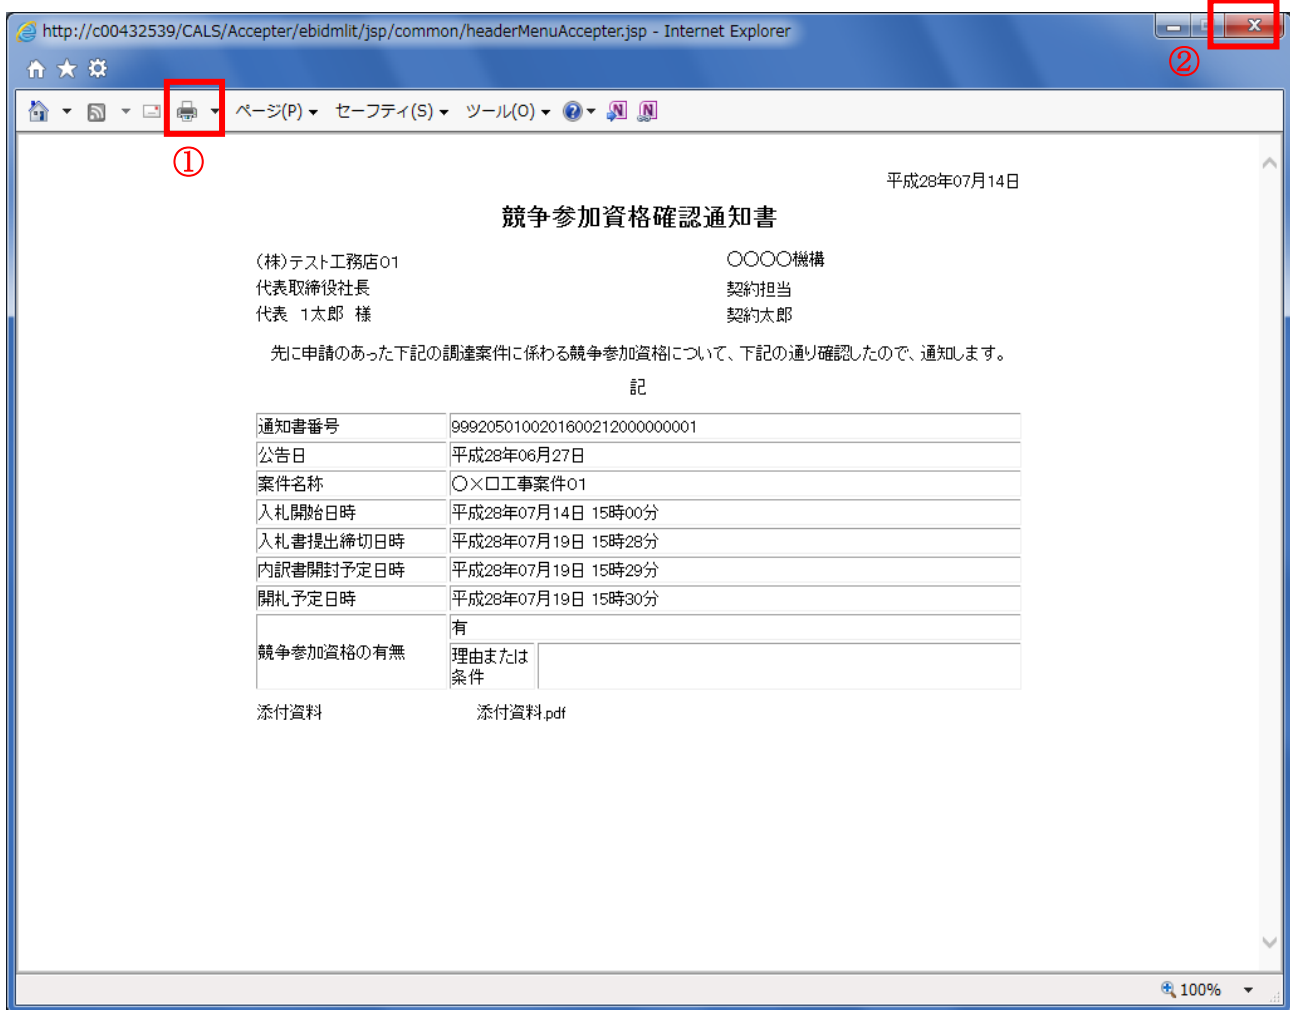 http://c00432539/CALS/Accepter/ebidmlit/jsp/common/headerMenuAccepter.jsp - Internet Explorer
②
ページ(P) セーフティ(S) ツール(O)
①
平成28年07月14日
競争参加資格確認通知書
(株)テスト工務店01
〇〇〇〇機構
代表取締役社長
契約担当
代表 1太郎 様
契約太郎
先に申請のあった下記の調達案件に係わる競争参加資格について、下記の通り確認したので、通知します。
記
通知書番号 99920501002016002120000000001
公告日 平成28年06月27日
案件名称 〇×口工事案件01
入札開始日時 平成28年07月14日 15時00分
入札書提出締切日時 平成28年07月19日 15時28分
内訳書開封予定日時 平成28年07月19日 15時29分
開札予定日時 平成28年07月19日 15時30分
競争参加資格の有無
有
理由または
条件
添付資料 添付資料.pdf
100%